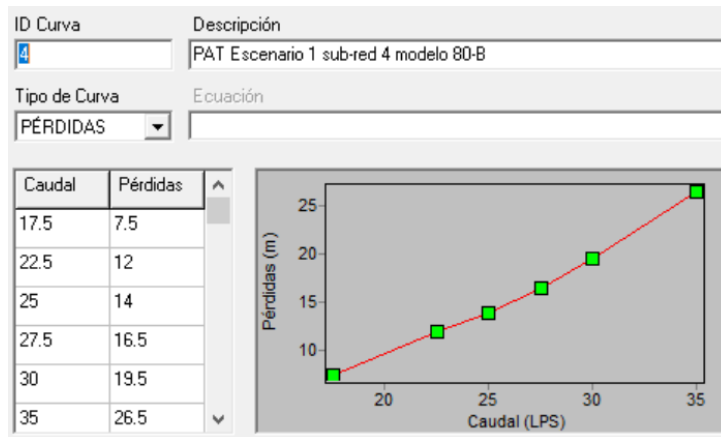 ID Curva Descripción
4 PAT Escenario 1 sub-red 4 modelo 80-B
Tipo de Curva Ecuación
PÉRDIDAS
Caudal Pérdidas
17.5 7.5
22.5 12
25 14
27.5 16.5
30 19.5
35 26.5
Pérdidas (m)
25
20
15
10
20 25 30 35
Caudal (LPS)